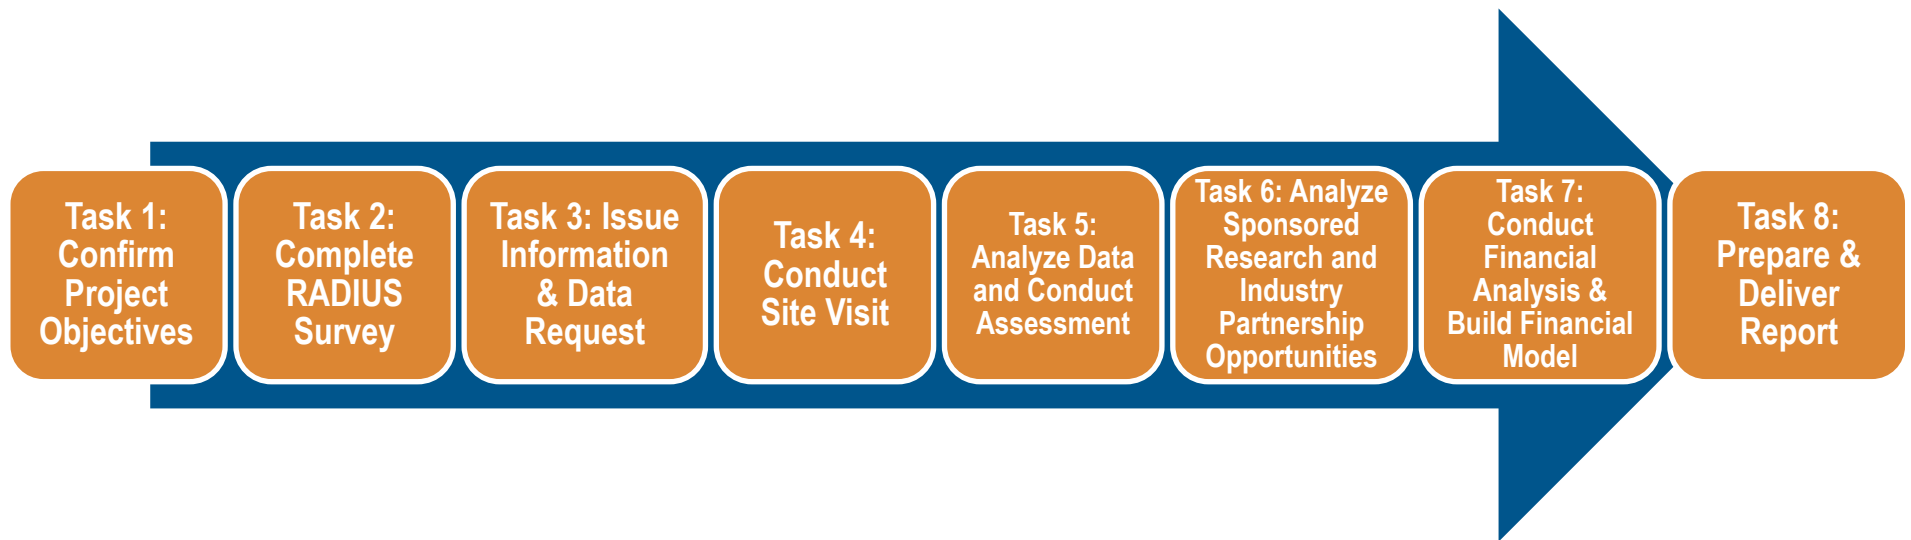 Task 1:
Confirm
Project
Objectives
Task 2:
Complete
RADIUS
Survey
Task 3: Issue
Information
& Data
Request
Task 4:
Conduct
Site Visit
Task 5:
Analyze Data
and Conduct
Assessment
Task 6: Analyze
Sponsored
Research and
Industry
Partnership
Opportunities
Task 7:
Conduct
Financial
Analysis &
Build Financial
Model
Task 8:
Prepare &
Deliver
Report